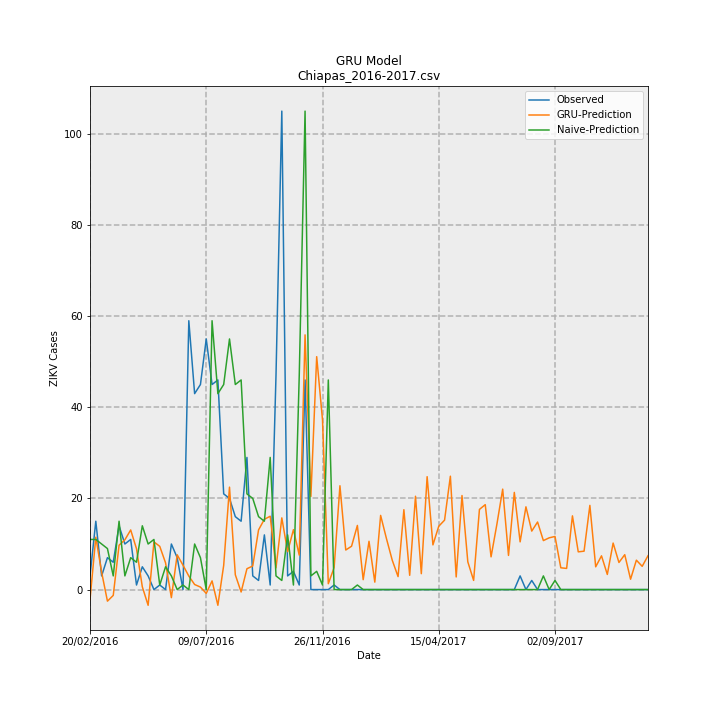 GRU Model
Chiapas_2016-2017.csv
Observed
GRU-Prediction
Naive-Prediction
ZIKV Cases
100
80
60
40
20
0
20/02/2016
09/07/2016
26/11/2016
15/04/2017
02/09/2017
Date